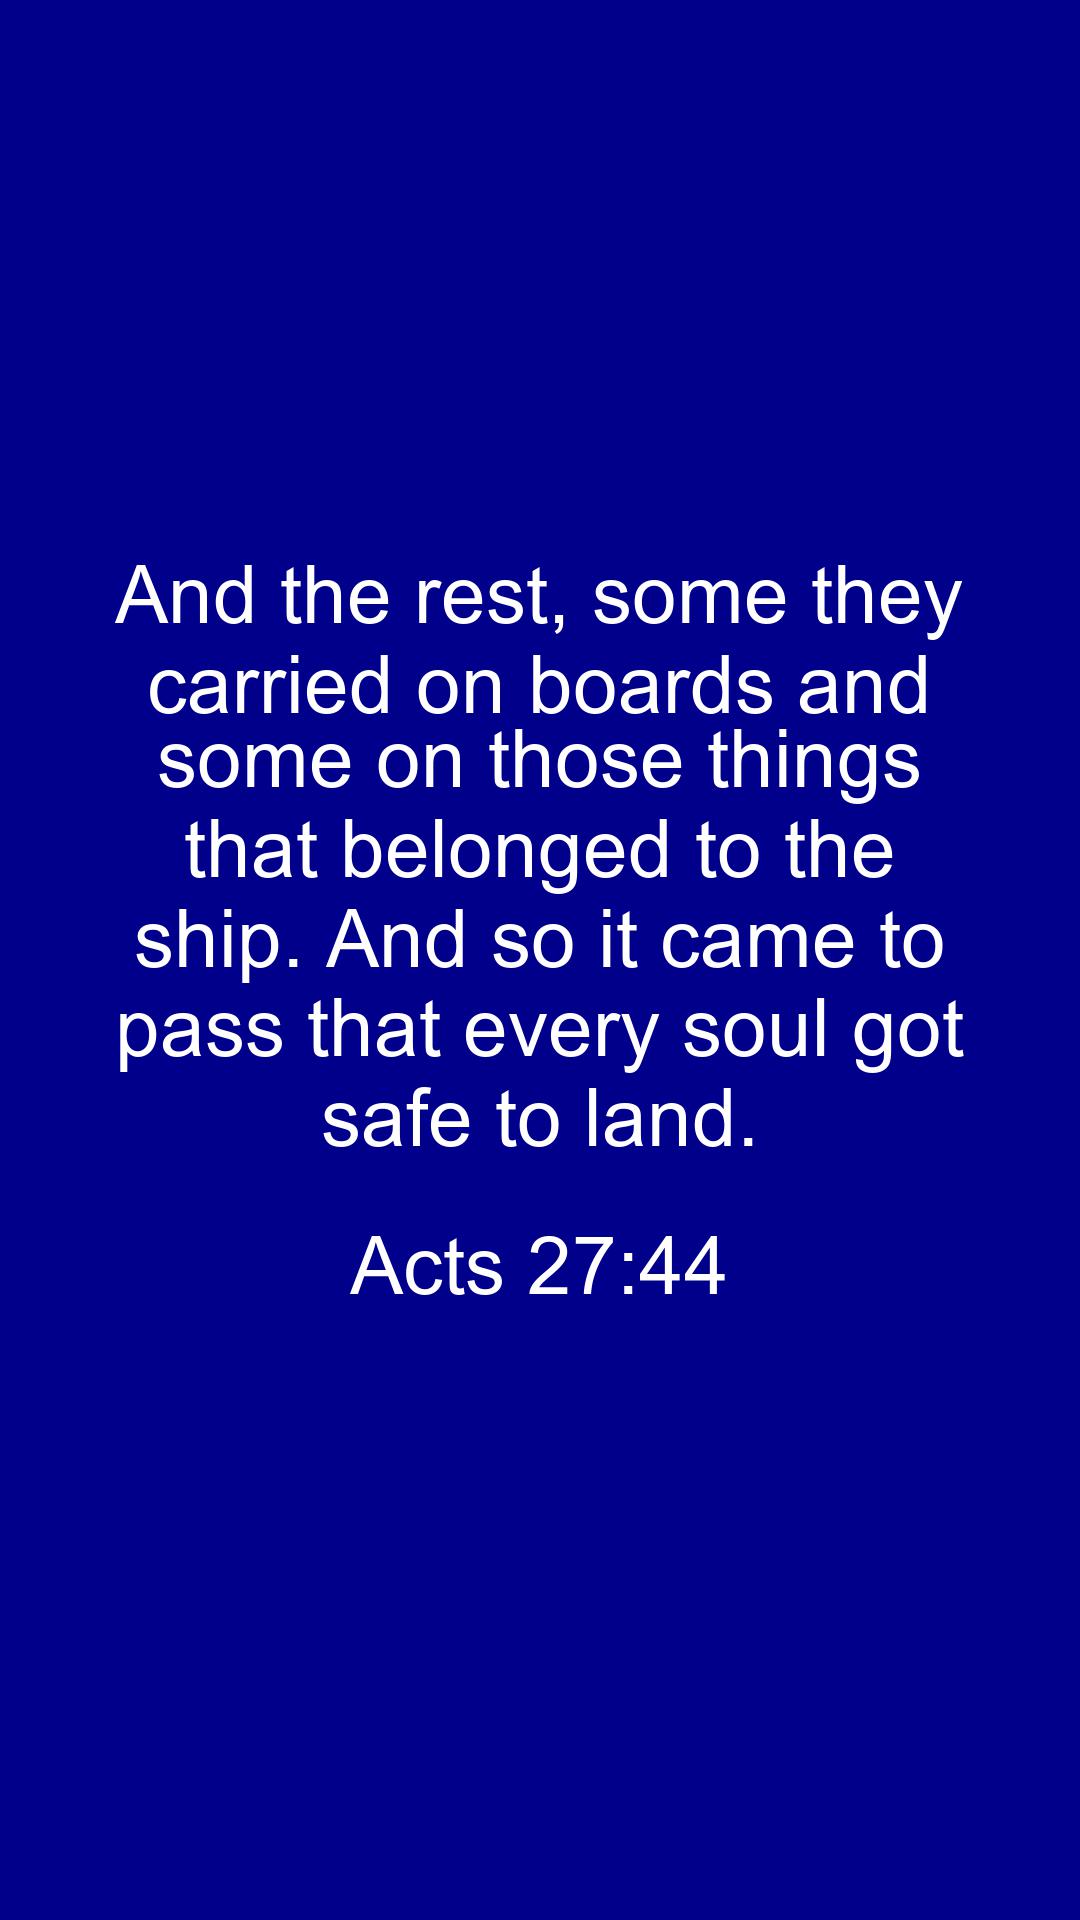 And the rest, some they
carried on boards and
some on those things
that belonged to the
ship. And so it came to
pass that every soul got
safe to land.
Acts 27:44